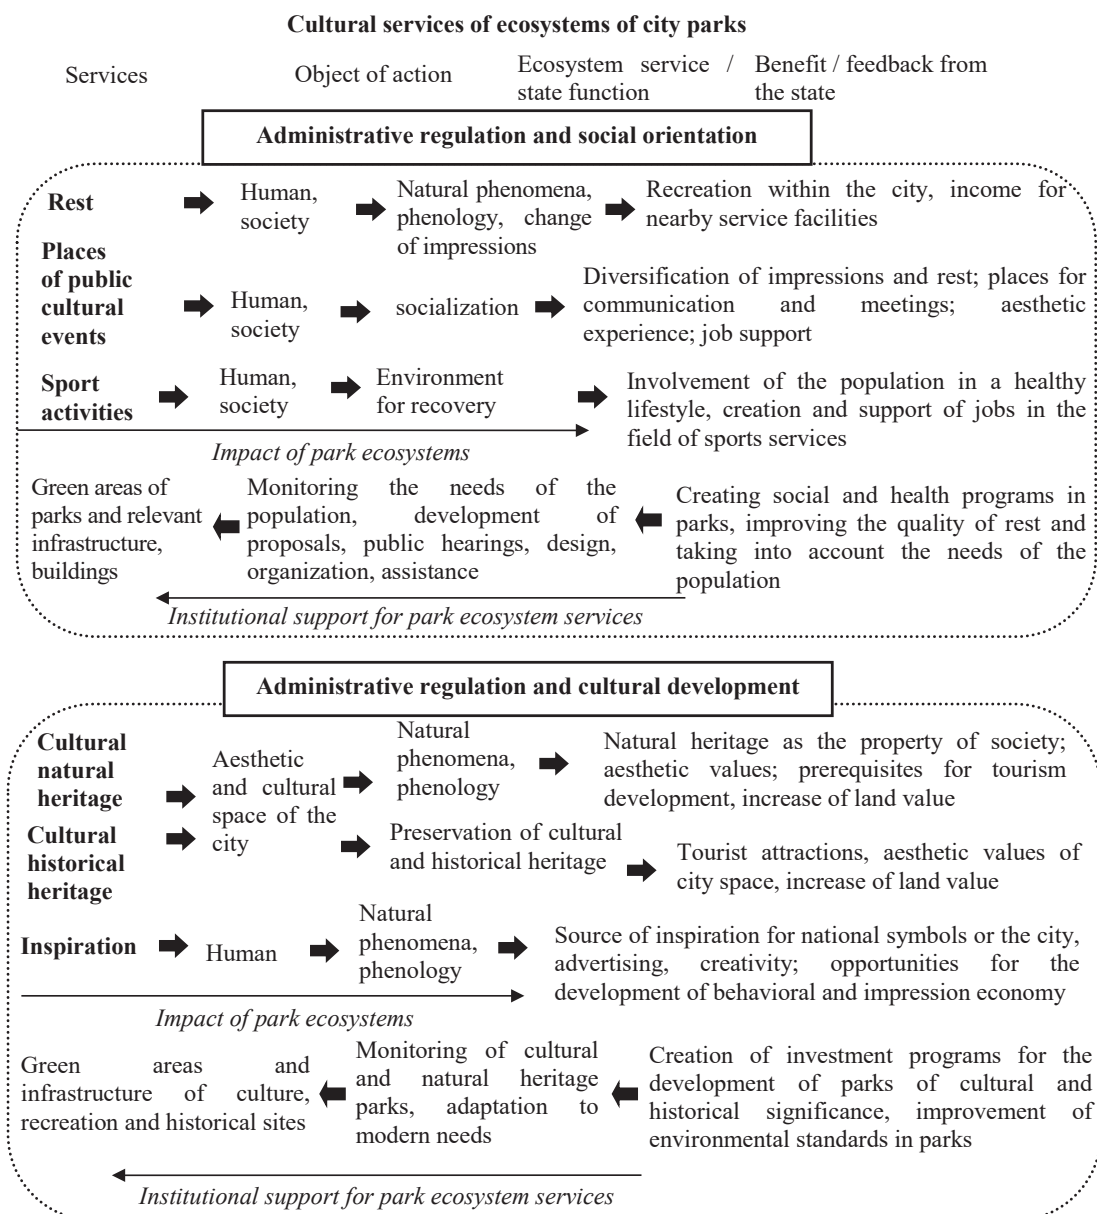 Cultural services of ecosystems of city parks
Services
Object of action
Ecosystem service /
state function
Benefit / feedback from
the state
Administrative regulation and social orientation
Rest
Human,
society
Natural phenomena,
phenology, change
of impressions
Recreation within the city, income for
nearby service facilities
Places
of public
cultural
events
Human,
society
socialization
Diversification of impressions and rest; places for
communication and meetings; aesthetic
experience; job support
Sport
activities
Human,
society
Environment
for recovery
Involvement of the population in a healthy
lifestyle, creation and support of jobs in the
field of sports services
Impact of park ecosystems
Green areas of
parks and relevant
infrastructure,
buildings
Monitoring the needs of the
population, development of
proposals, public hearings, design,
organization, assistance
Creating social and health programs in
parks, improving the quality of rest and
taking into account the needs of the
population
Institutional support for park ecosystem services
Administrative regulation and cultural development
Cultural
natural
heritage
Aesthetic
and cultural
space of the
city
Natural
phenomena,
phenology
Natural heritage as the property of society;
aesthetic values; prerequisites for tourism
development, increase of land value
Cultural
historical
heritage
Preservation of cultural
and historical heritage
Tourist attractions, aesthetic values of
city space, increase of land value
Inspiration
Human
Natural
phenomena,
phenology
Source of inspiration for national symbols or the city,
advertising, creativity; opportunities for the
development of behavioral and impression economy
Impact of park ecosystems
Green areas and
infrastructure of culture,
recreation and historical sites
Monitoring of cultural
and natural heritage
parks, adaptation to
modern needs
Creation of investment programs for the
development of parks of cultural and
historical significance, improvement of
environmental standards in parks
Institutional support for park ecosystem services